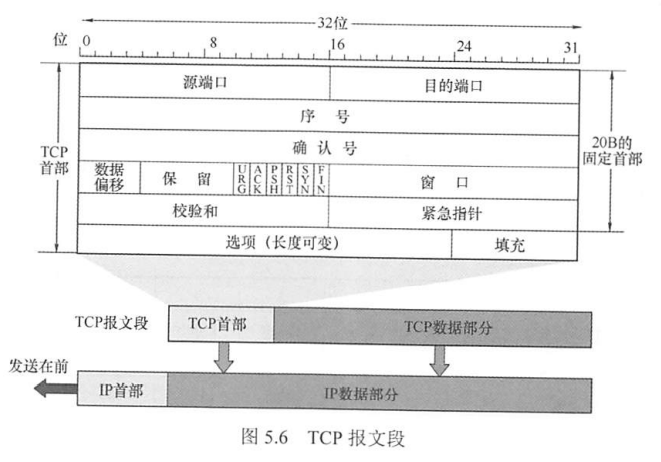 32位
位 0 8 16 24 31
源端口 目的端口
序 号
确 认 号
TCP
首部
20B的
固定首部
数据
偏移
保 留
URG
ACK
PSH
RST
SYN
FIN
窗 口
校验和 紧急指针
选项（长度可变） 填充
TCP报文段 TCP首部 TCP数据部分
发送在前
IP首部 IP数据部分
图 5.6 TCP 报文段